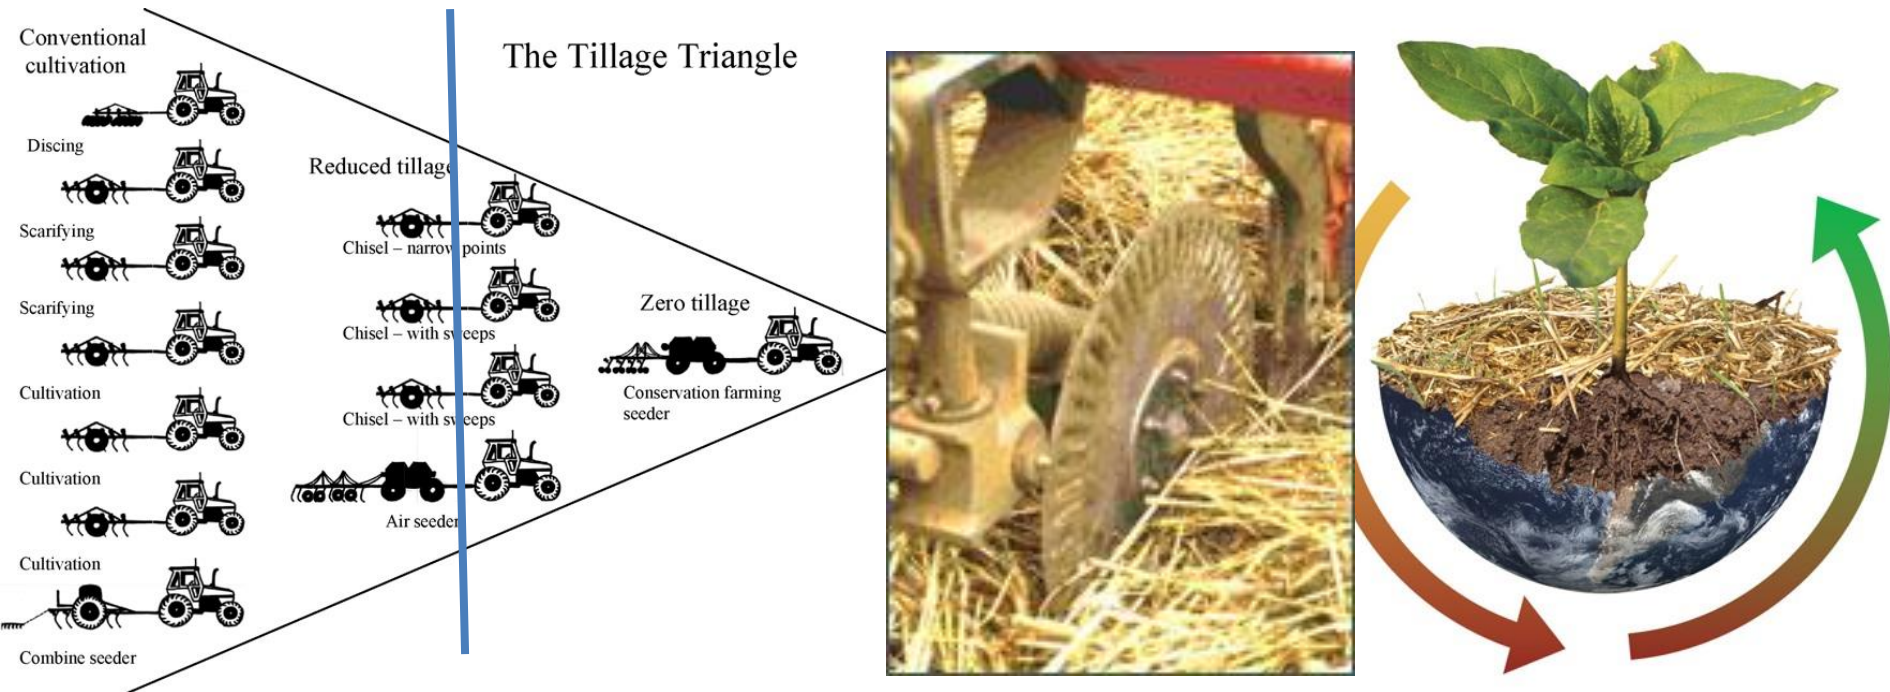 The Tillage Triangle
Conventional
cultivation
Discing
Scarifying
Scarifying
Cultivation
Cultivation
Cultivation
Combine seeder
Reduced tillage
Chisel – narrow points
Chisel – with sweeps
Chisel – with sweeps
Air seeder
Zero tillage
Conservation farming
seeder